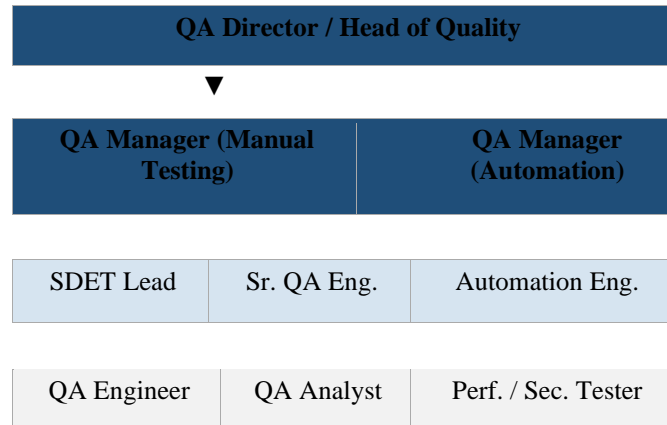 QA Director / Head of Quality
▼
QA Manager (Manual
Testing)
QA Manager
(Automation)
SDET Lead
Sr. QA Eng.
Automation Eng.
QA Engineer
QA Analyst
Perf. / Sec. Tester